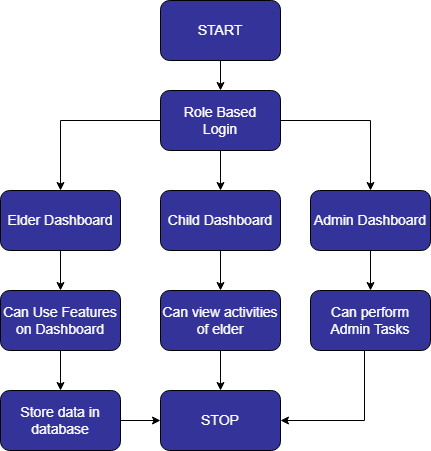 START
Role Based
Login
Elder Dashboard
Child Dashboard
Admin Dashboard
Can Use Features
on Dashboard
Can view activities
of elder
Can perform
Admin Tasks
Store data in
database
STOP